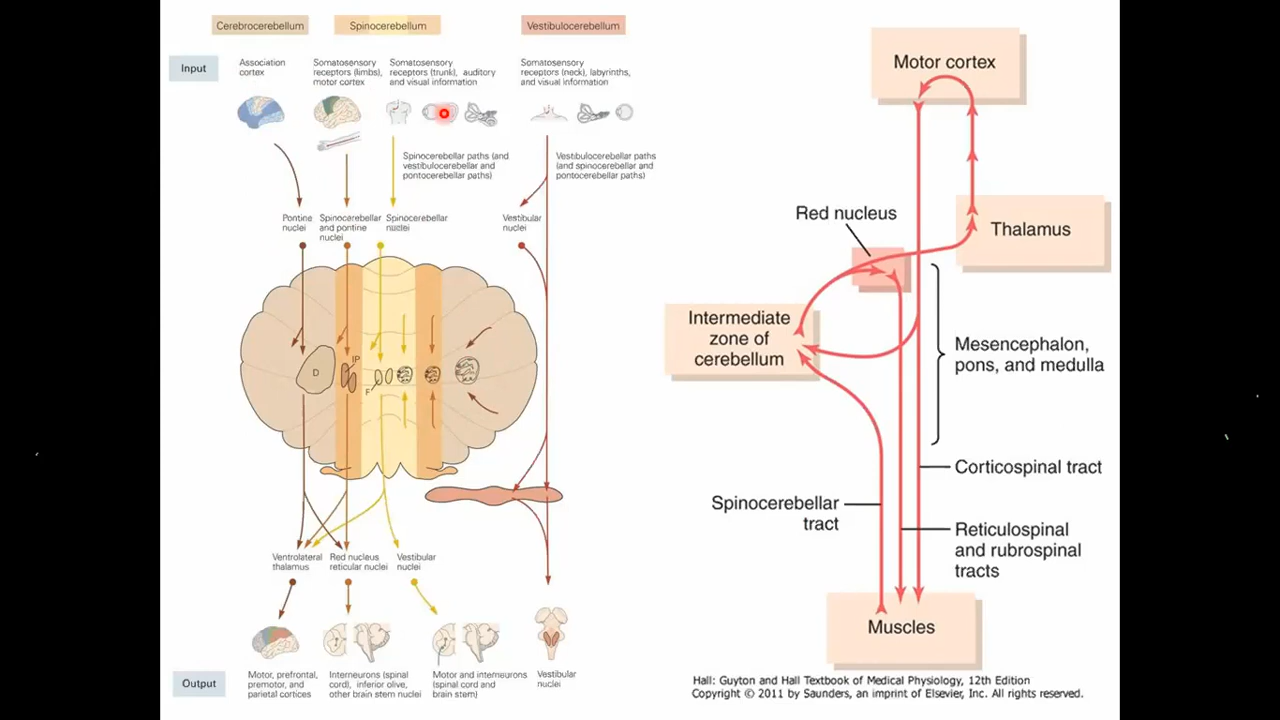 Cerebrocerebellum
Spinocerebellum
Vestibulocerebellum
Input
Association
cortex
Somatosensory
receptors (limbs),
motor cortex
Somatosensory
receptors (trunk), auditory
and visual information
Somatosensory
receptors (neck), labyrinths,
and visual information
Spinocerebellar paths (and
vestibulocerebellar and
pontocerebellar paths)
Vestibulocerebellar paths
(and spinocerebellar and
pontocerebellar paths)
Pontine
nuclei
Spinocerebellar
and pontine
nuclei
Spinocerebellar
nuclei
Vestibular
nuclei
D
IP
F
Ventrolateral
thalamus
Red nucleus
reticular nuclei
Vestibular
nuclei
Output
Motor, prefrontal,
premotor, and
parietal cortices
Interneurons (spinal
cord), inferior olive,
other brain stem nuclei
Motor and interneurons
(spinal cord and
brain stem)
Vestibular
nuclei
Motor cortex
Red nucleus
Thalamus
Intermediate
zone of
cerebellum
Mesencephalon,
pons, and medulla
Corticospinal tract
Spinocerebellar
tract
Reticulospinal
and rubrospinal
tracts
Muscles
Hall: Guyton and Hall Textbook of Medical Physiology, 12th Edition
Copyright © 2011 by Saunders, an imprint of Elsevier, Inc. All rights reserved.